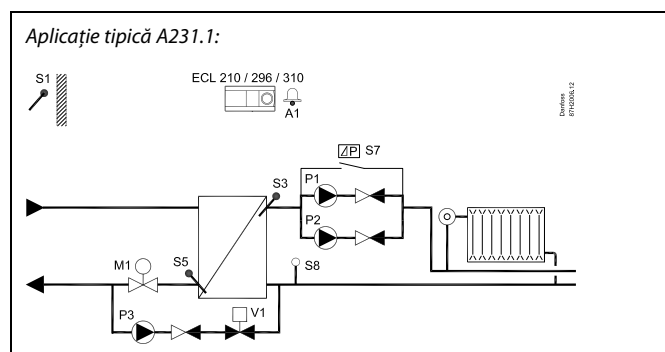 Aplicație tipică A231.1:
S1
ECL 210 / 296 / 310
A1
Danfoss
87H2006.12
ΔP S7
P1
S3
P2
M1
S5
S8
P3
V1